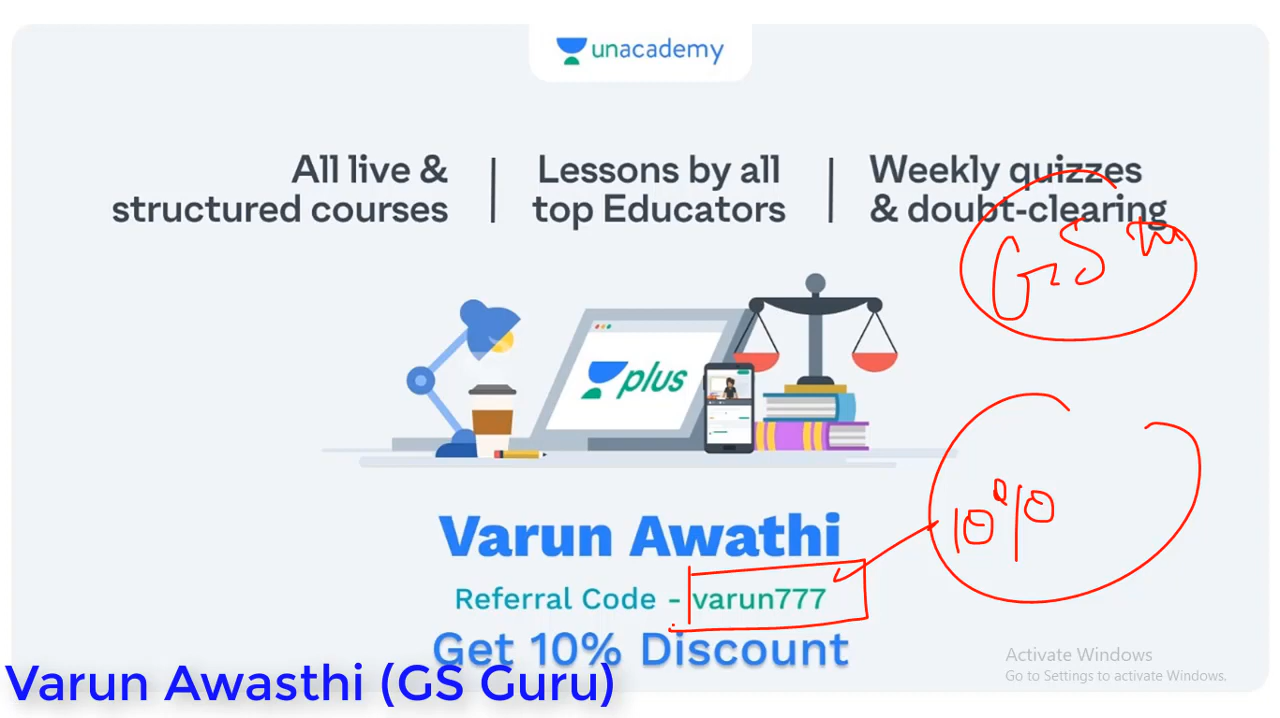 unacademy
All live &
structured courses
Lessons by all
top Educators
Weekly quizzes
& doubt-clearing
GS
plus
10%
Varun Awathi
Referral Code - varun777
Get 10% Discount
Varun Awasthi (GS Guru)
Activate Windows
Go to Settings to activate Windows.